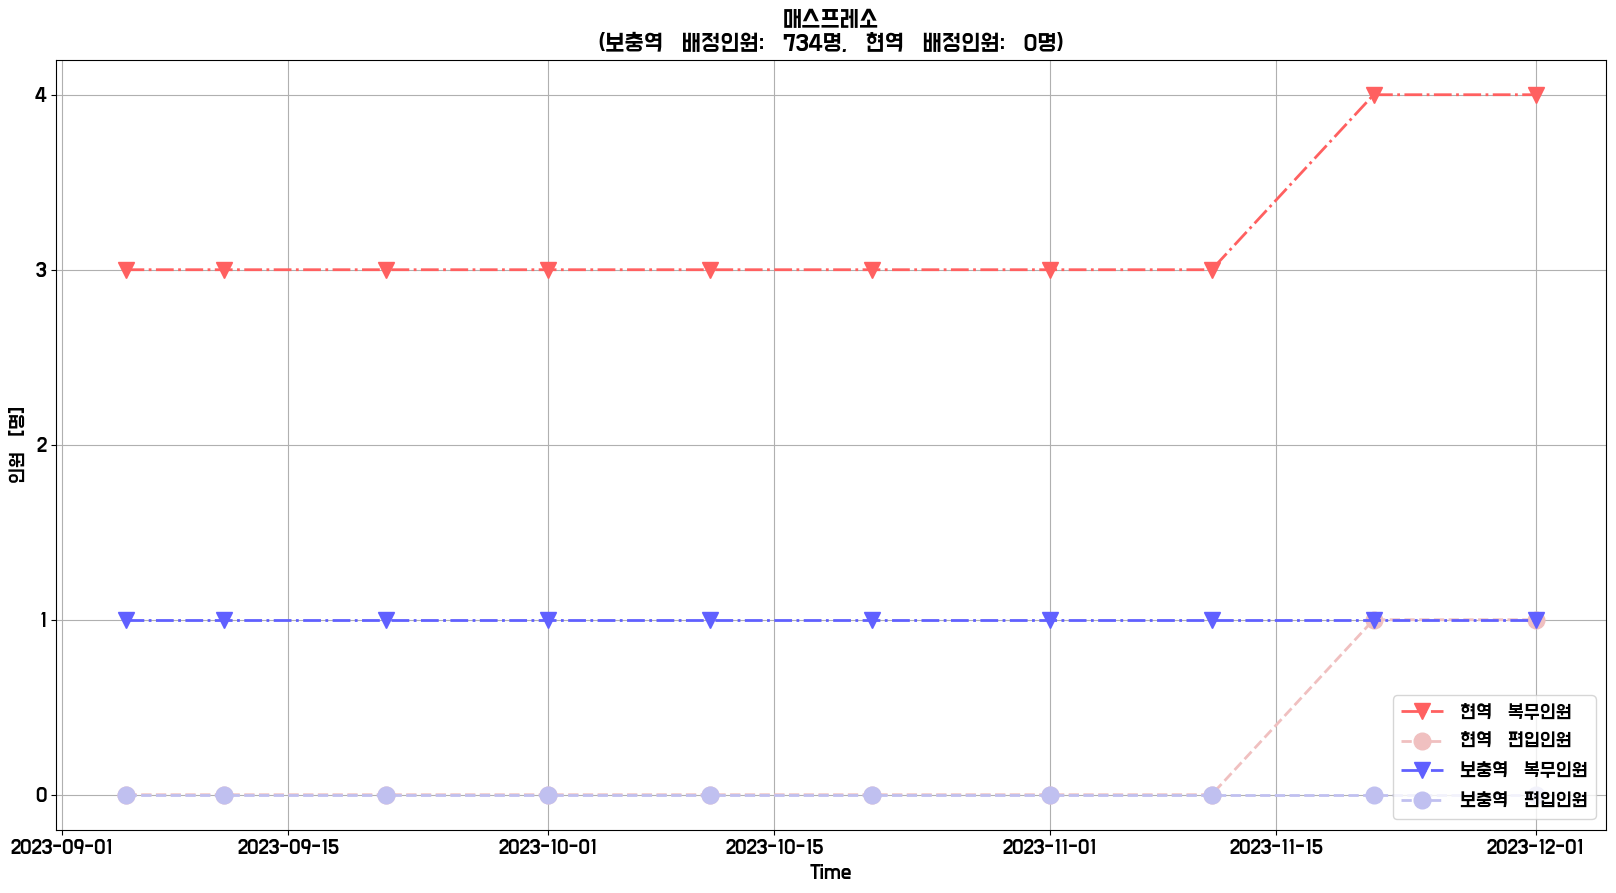 매스프레소
(보충역 배정인원: 734명, 현역 배정인원: 0명)
인원 [명]
4
3
2
1
0
현역 복무인원
현역 편입인원
보충역 복무인원
보충역 편입인원
2023-09-01 2023-09-15 2023-10-01 2023-10-15 2023-11-01 2023-11-15 2023-12-01
Time